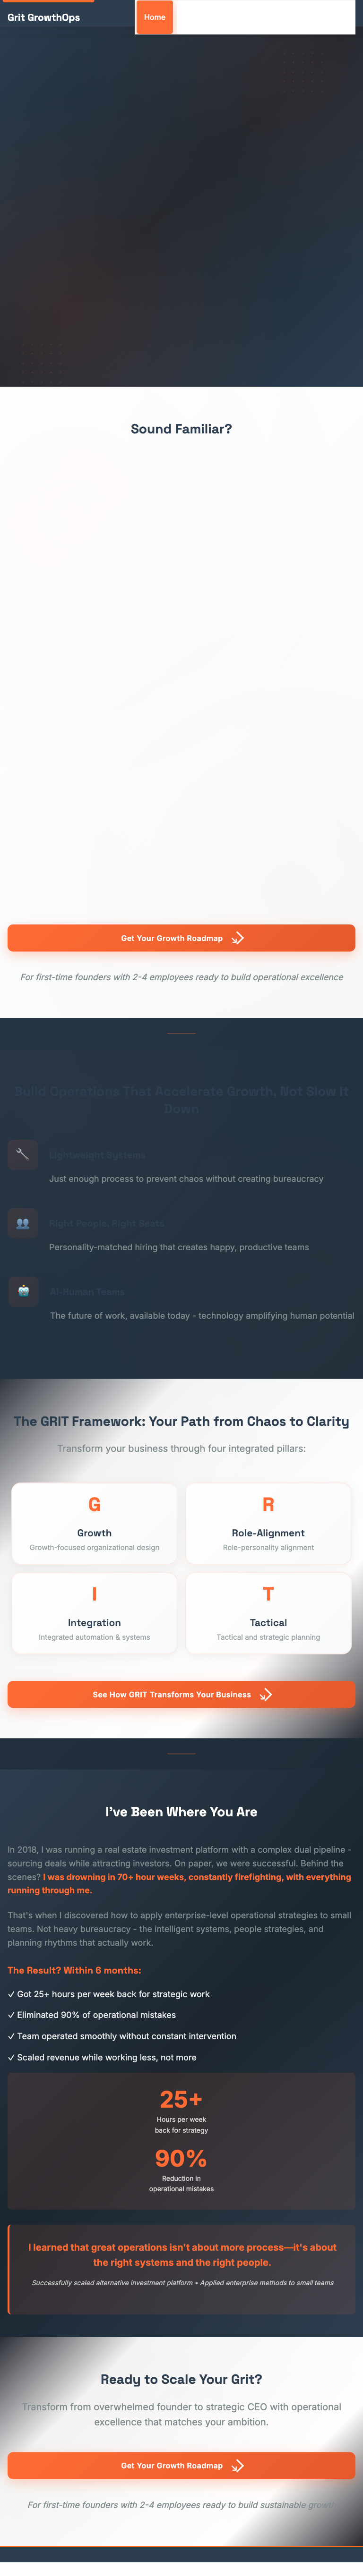 Grit GrowthOps
Home
Sound Familiar?
Get Your Growth Roadmap
For first-time founders with 2-4 employees ready to build operational excellence
Build Operations That Accelerate Growth, Not Slow It
Down
Lightweight Systems
Just enough process to prevent chaos without creating bureaucracy
Right People, Right Seats
Personality-matched hiring that creates happy, productive teams
AI-Human Teams
The future of work, available today - technology amplifying human potential
The GRIT Framework: Your Path from Chaos to Clarity
Transform your business through four integrated pillars:
G
Growth
Growth-focused organizational design
R
Role-Alignment
Role-personality alignment
I
Integration
Integrated automation & systems
T
Tactical
Tactical and strategic planning
See How GRIT Transforms Your Business
I've Been Where You Are
In 2018, I was running a real estate investment platform with a complex dual pipeline -
sourcing deals while attracting investors. On paper, we were successful. Behind the
scenes? I was drowning in 70+ hour weeks, constantly firefighting, with everything
running through me.
That's when I discovered how to apply enterprise-level operational strategies to small
teams. Not heavy bureaucracy - the intelligent systems, people strategies, and
planning rhythms that actually work.
The Result? Within 6 months:
✓ Got 25+ hours per week back for strategic work
✓ Eliminated 90% of operational mistakes
✓ Team operated smoothly without constant intervention
✓ Scaled revenue while working less, not more
25+
Hours per week
back for strategy
90%
Reduction in
operational mistakes
I learned that great operations isn't about more process—it's about
the right systems and the right people.
Successfully scaled alternative investment platform • Applied enterprise methods to small teams
Ready to Scale Your Grit?
Transform from overwhelmed founder to strategic CEO with operational
excellence that matches your ambition.
Get Your Growth Roadmap
For first-time founders with 2-4 employees ready to build sustainable growth